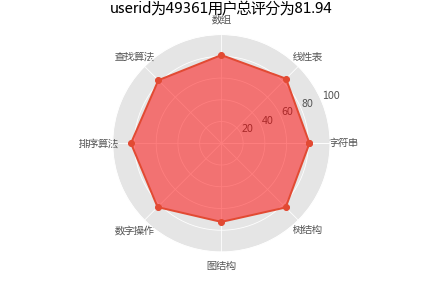 userid为49361用户总评分为81.94
数组
查找算法
线性表
100
80
60
40
20
排序算法
字符串
数字操作
树结构
图结构